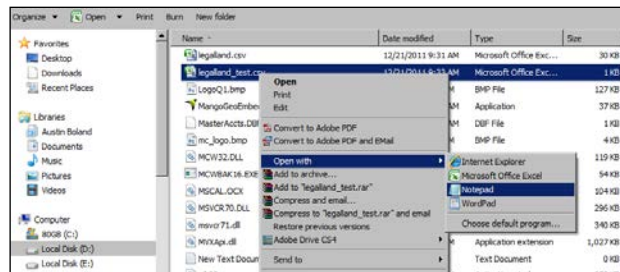 Organize Open Print Burn New folder
Favorites
Desktop
Downloads
Recent Places
Libraries
Austin Boland
Documents
Music
Pictures
Videos
Computer
80GB (C:)
Local Disk (D:)
Local Disk (E:)
Name Date modified Type Size
legalland.csv 12/21/2011 9:31 AM Microsoft Office Exc... 30 KB
legalland_test.csv 12/21/2011 9:33 AM Microsoft Office Exc... 1 KB
LogoQ1.bmp M BMP File 127 KB
MangoGeoEmbe M Application 37 KB
MasterAccts.DBF M DBF File 1 KB
mc_logo.bmp M BMP File 4 KB
MCW32.DLL 119 KB
MCWBAK16.EXE 54 KB
MSCAL.OCX 104 KB
MSVCR70.DLL 296 KB
msvcr71.dll 340 KB
MVXApi.dll M Application extension 1,027 KB
New Text Docum Text Document 0 KB
Open
Print
Edit
Convert to Adobe PDF
Convert to Adobe PDF and EMail
Open with
Add to archive...
Add to "legalland_test.rar"
Compress and email...
Compress to "legalland_test.rar" and email
Restore previous versions
Adobe Drive CS4
Send to
Internet Explorer
Microsoft Office Excel
Notepad
WordPad
Choose default program...